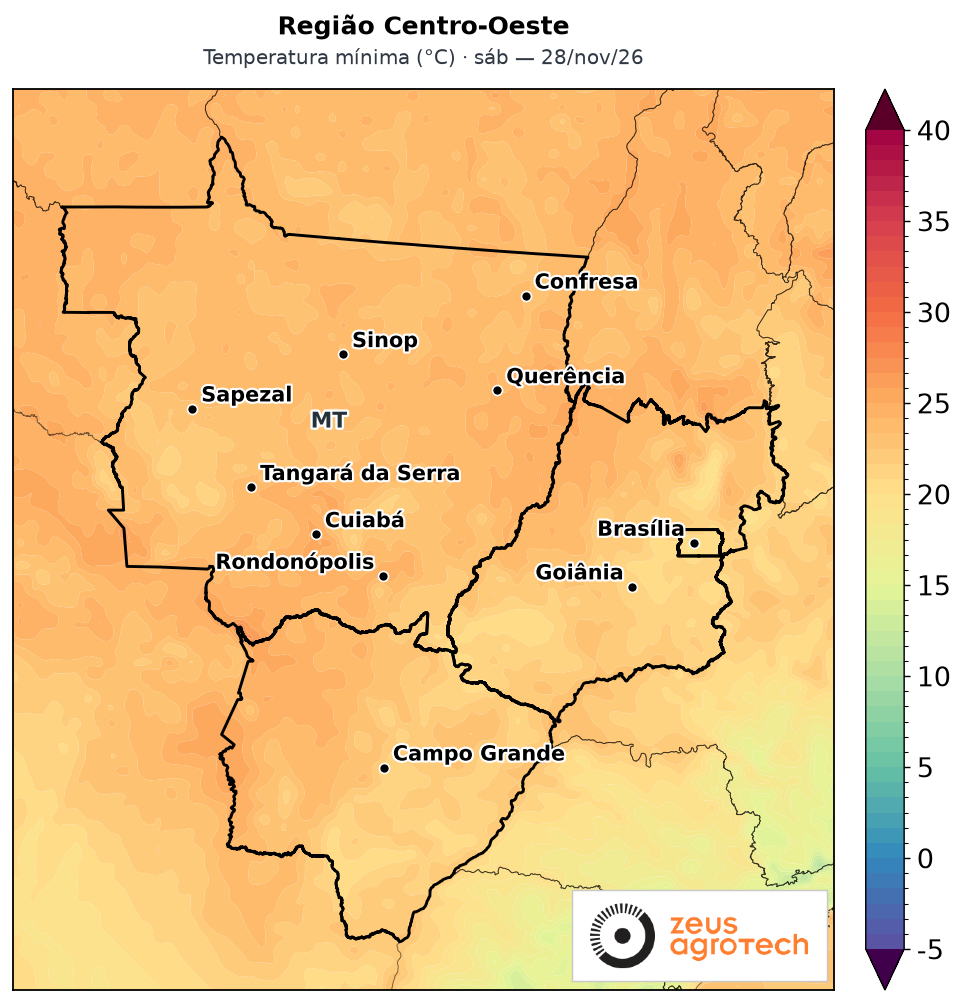 Região Centro-Oeste
Temperatura mínima (°C) · sáb — 28/nov/26
40
35
30
25
20
15
10
5
0
-5
Confresa
Sinop
Querência
Sapezal
MT
Tangará da Serra
Cuiabá
Brasília
Rondonópolis
Goiânia
Campo Grande
zeus
agrotech